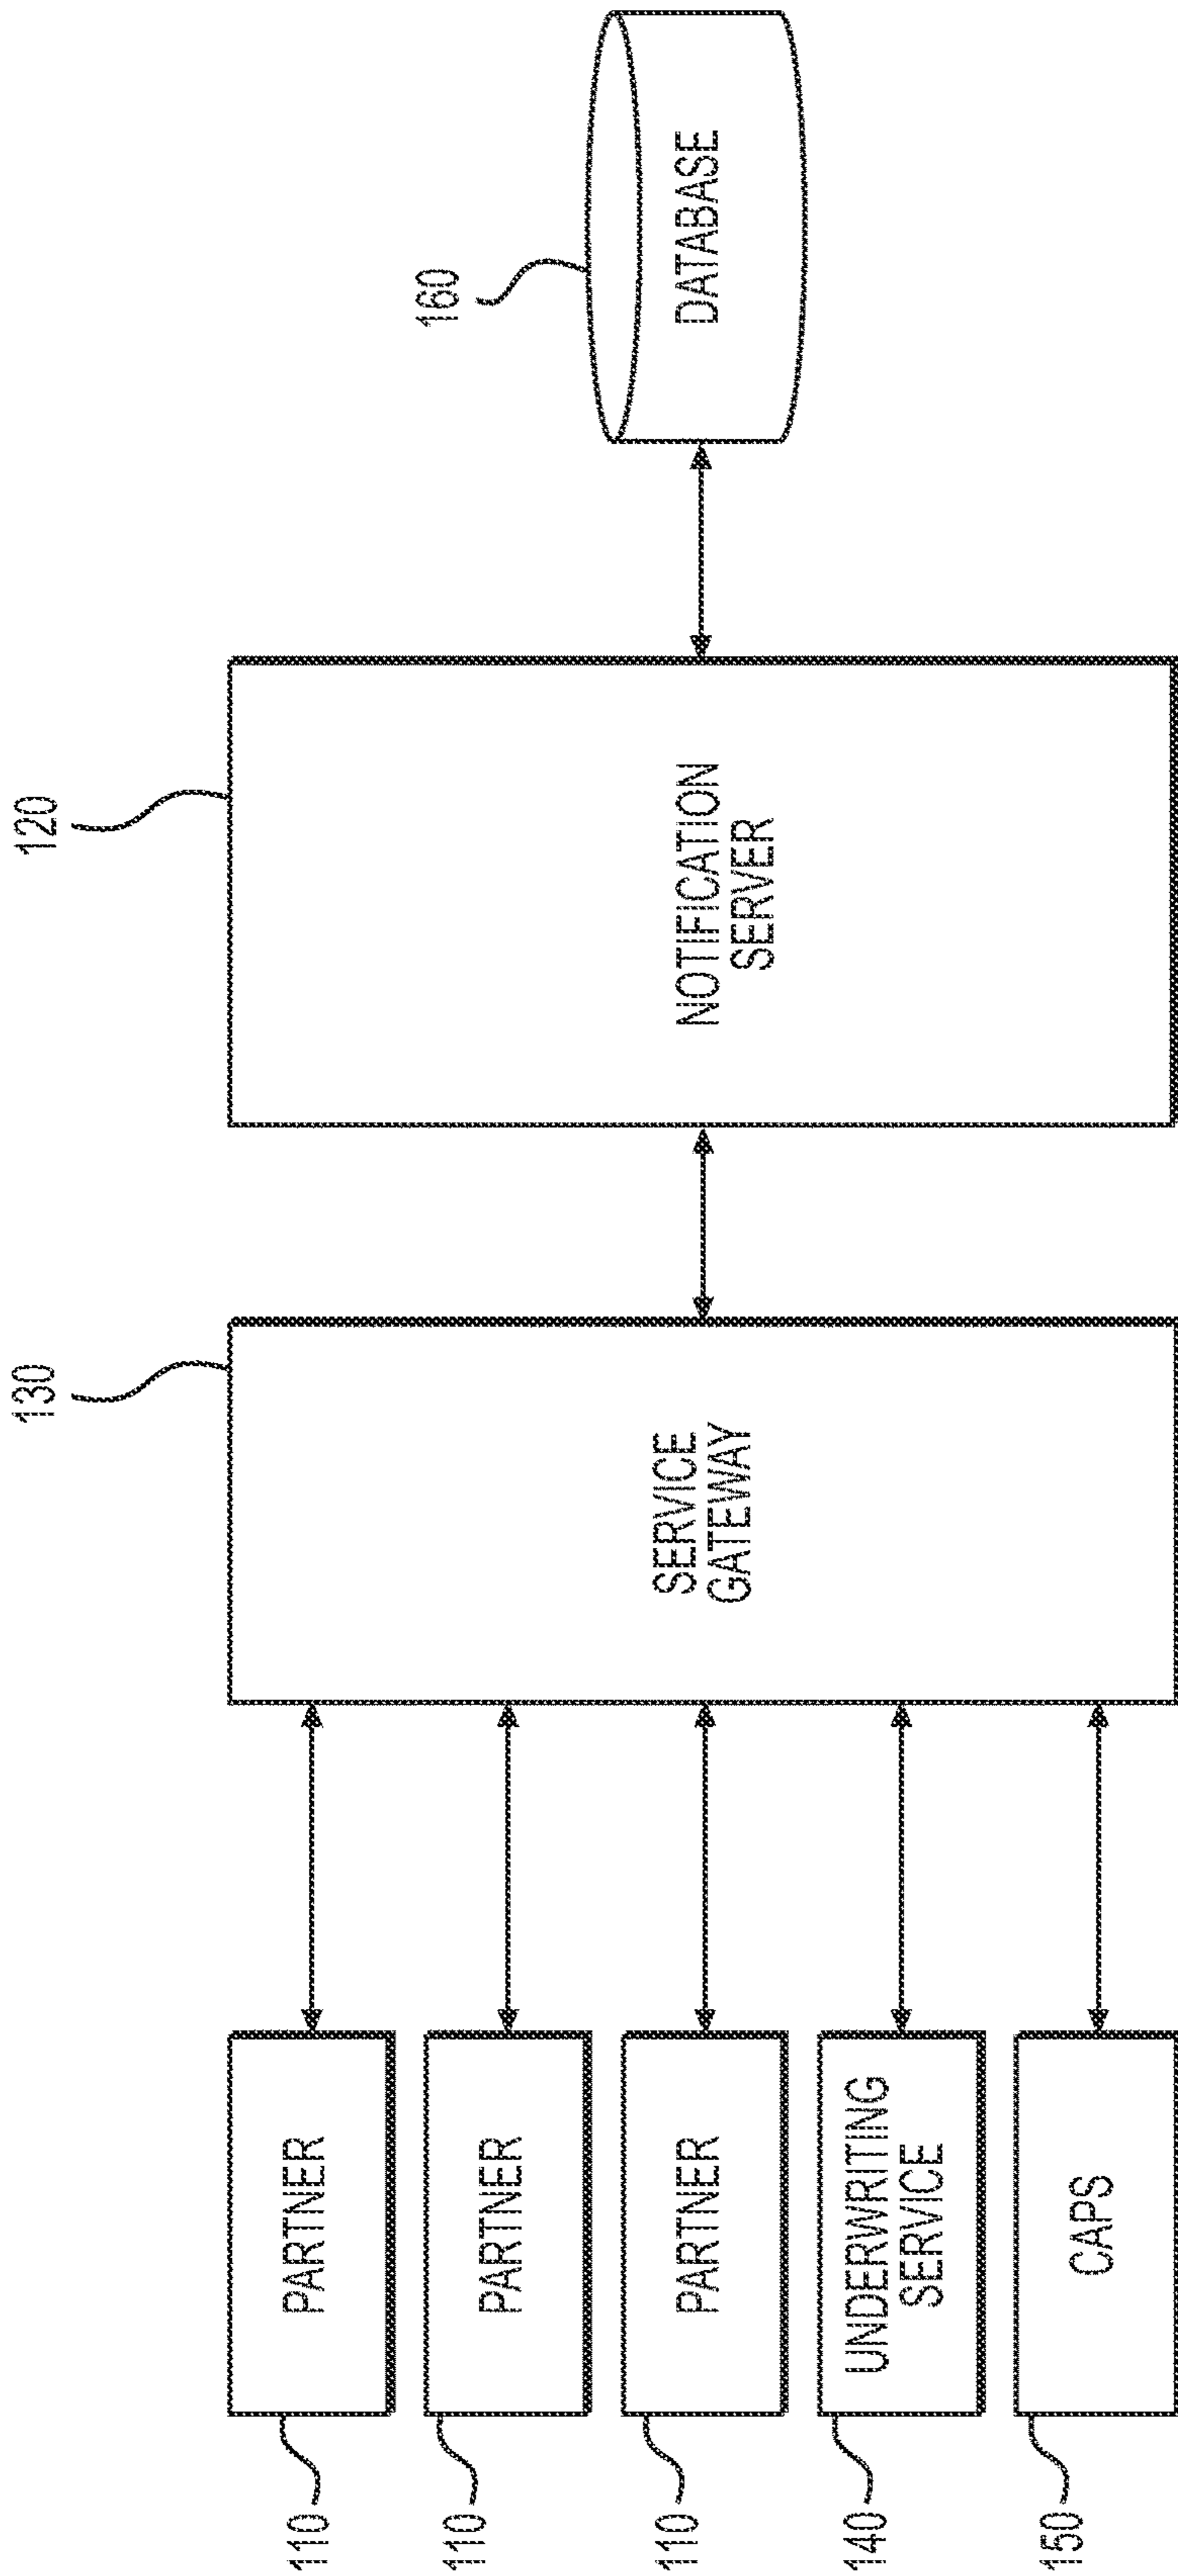 110
PARTNER
110
PARTNER
110
PARTNER
140
UNDERWRITING
SERVICE
150
CAPS
130
SERVICE
GATEWAY
120
NOTIFICATION
SERVER
160
DATABASE